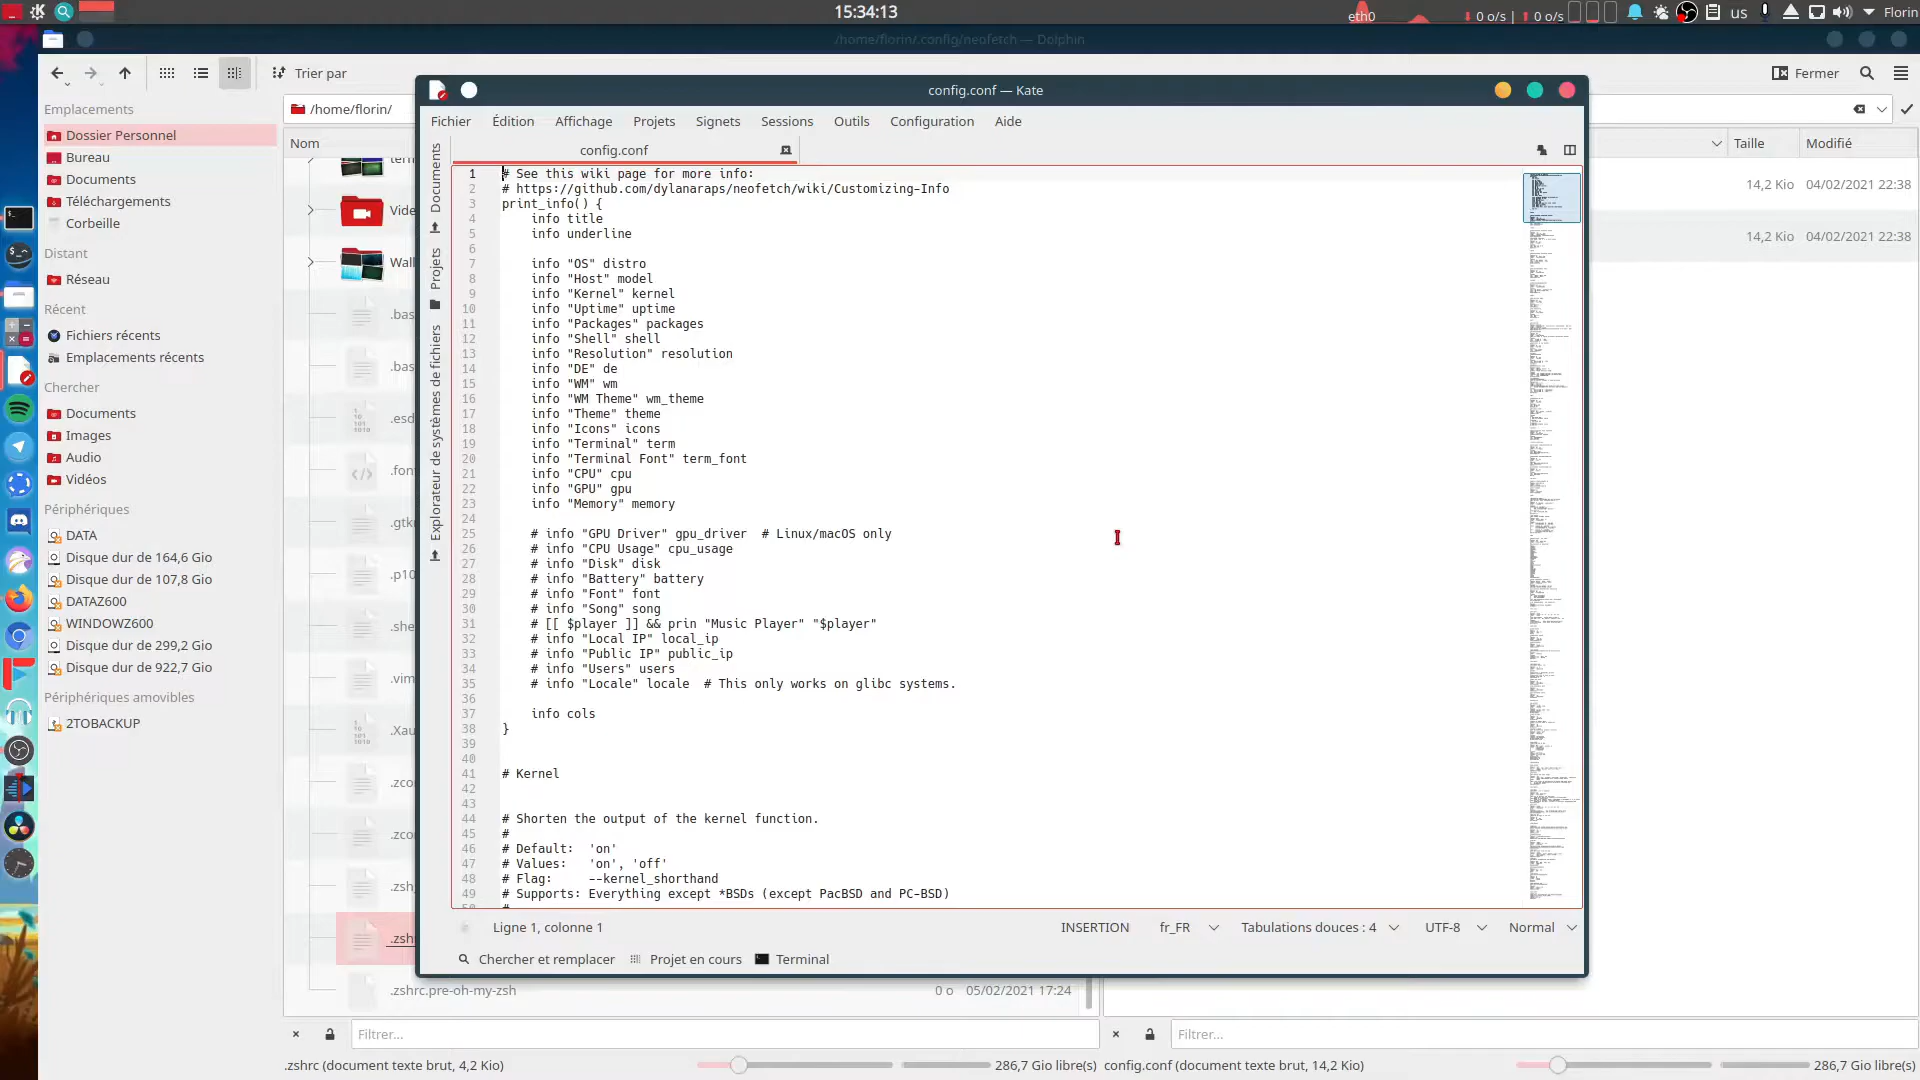 15:34:13
eth0
0 o/s | 0 o/s
us
Florin
/home/florin/.config/neofetch — Dolphin
Trier par
Fermer
Emplacements
Dossier Personnel
Bureau
Documents
Téléchargements
Corbeille
Distant
Réseau
Récent
Fichiers récents
Emplacements récents
Chercher
Documents
Images
Audio
Vidéos
Périphériques
DATA
Disque dur de 164,6 Gio
Disque dur de 107,8 Gio
DATAZ600
WINDOWZ600
Disque dur de 299,2 Gio
Disque dur de 922,7 Gio
Périphériques amovibles
2TOBACKUP
/home/florin/
Nom
Vide
Wall
.bas
.bas
.esd
.fon
.gtk
.p10
.she
.vim
.Xau
.zco
.zco
.zsh
.zsh
.zshrc.pre-oh-my-zsh 0 o 05/02/2021 17:24
Filtrer...
.zshrc (document texte brut, 4,2 Kio)
286,7 Gio libre(s)
config.conf — Kate
Fichier Édition Affichage Projets Signets Sessions Outils Configuration Aide
Documents
Projets
Explorateur de systèmes de fichiers
config.conf
1 # See this wiki page for more info:
2 # https://github.com/dylanaraps/neofetch/wiki/Customizing-Info
3 print_info() {
4 info title
5 info underline
6
7 info "OS" distro
8 info "Host" model
9 info "Kernel" kernel
10 info "Uptime" uptime
11 info "Packages" packages
12 info "Shell" shell
13 info "Resolution" resolution
14 info "DE" de
15 info "WM" wm
16 info "WM Theme" wm_theme
17 info "Theme" theme
18 info "Icons" icons
19 info "Terminal" term
20 info "Terminal Font" term_font
21 info "CPU" cpu
22 info "GPU" gpu
23 info "Memory" memory
24
25 # info "GPU Driver" gpu_driver  # Linux/macOS only
26 # info "CPU Usage" cpu_usage
27 # info "Disk" disk
28 # info "Battery" battery
29 # info "Font" font
30 # info "Song" song
31 # [[ $player ]] && prin "Music Player" "$player"
32 # info "Local IP" local_ip
33 # info "Public IP" public_ip
34 # info "Users" users
35 # info "Locale" locale  # This only works on glibc systems.
36
37 info cols
38 }
39
40
41 # Kernel
42
43
44 # Shorten the output of the kernel function.
45 #
46 # Default:  'on'
47 # Values:   'on', 'off'
48 # Flag:     --kernel_shorthand
49 # Supports: Everything except *BSDs (except PacBSD and PC-BSD)
Ligne 1, colonne 1
INSERTION fr_FR Tabulations douces : 4 UTF-8 Normal
Chercher et remplacer Projet en cours Terminal
Taille Modifié
14,2 Kio 04/02/2021 22:38
14,2 Kio 04/02/2021 22:38
Filtrer...
config.conf (document texte brut, 14,2 Kio)
286,7 Gio libre(s)